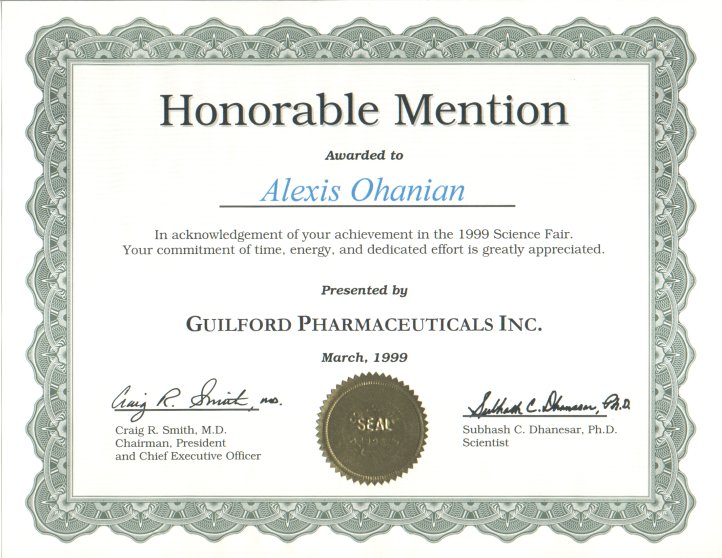 Honorable Mention
Awarded to
Alexis Ohanian
In acknowledgement of your achievement in the 1999 Science Fair.
Your commitment of time, energy, and dedicated effort is greatly appreciated.
Presented by
GUILFORD PHARMACEUTICALS INC.
March, 1999
Craig R. Smith, M.D.
Subhash C. Dhanesar, Ph.D.
SEAL
Craig R. Smith, M.D.
Chairman, President
and Chief Executive Officer
Subhash C. Dhanesar, Ph.D.
Scientist